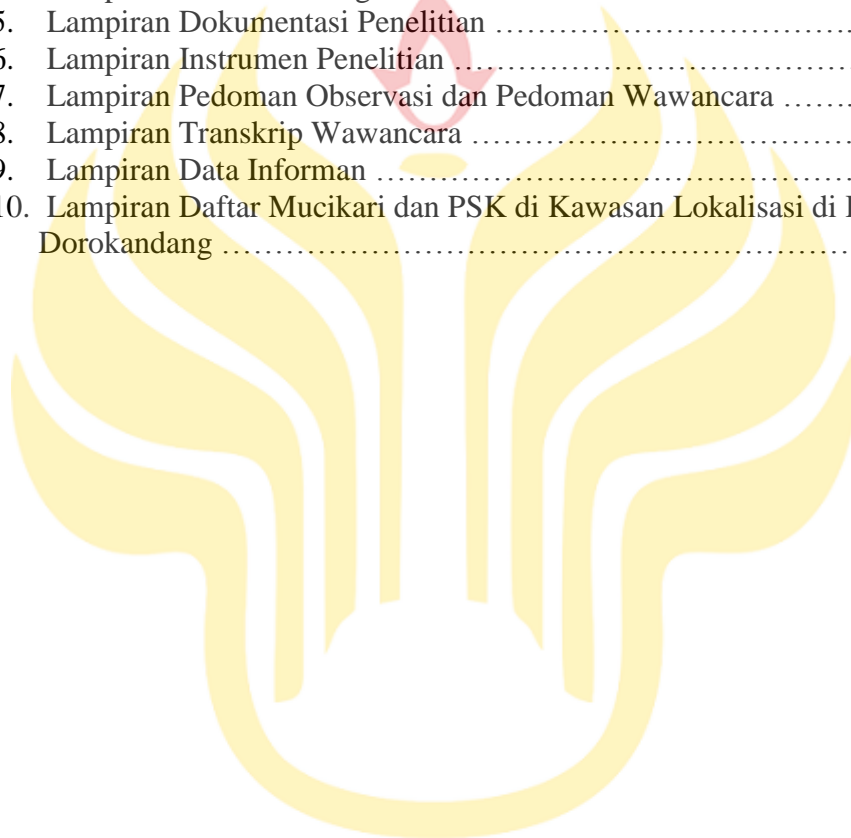 5. Lampiran Dokumentasi Penelitian ……………………………….
6. Lampiran Instrumen Penelitian …………………………………….
7. Lampiran Pedoman Observasi dan Pedoman Wawancara …….
8. Lampiran Transkrip Wawancara ………………………………….
9. Lampiran Data Informan …………………………………………….
10. Lampiran Daftar Mucikari dan PSK di Kawasan Lokalisasi di
Dorokandang …………………………………………………………….